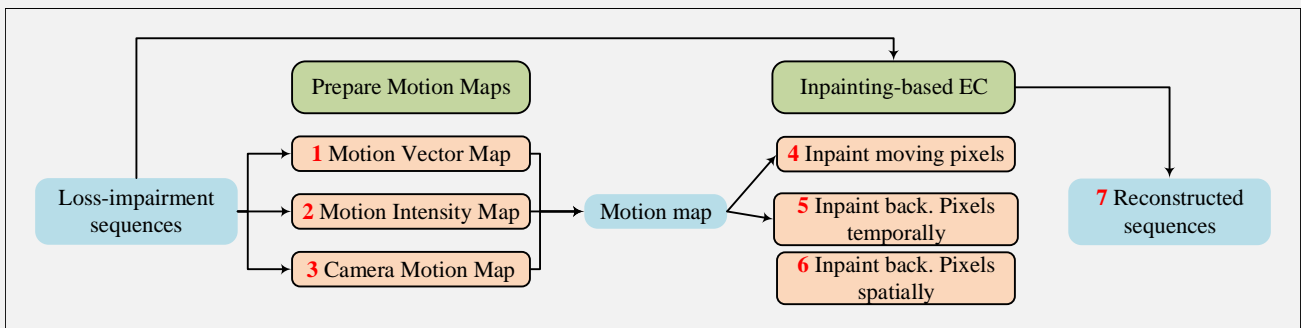 Prepare Motion Maps
Inpainting-based EC
1 Motion Vector Map
4 Inpaint moving pixels
Loss-impairment
sequences
2 Motion Intensity Map
Motion map
5 Inpaint back. Pixels
temporally
7 Reconstructed
sequences
3 Camera Motion Map
6 Inpaint back. Pixels
spatially